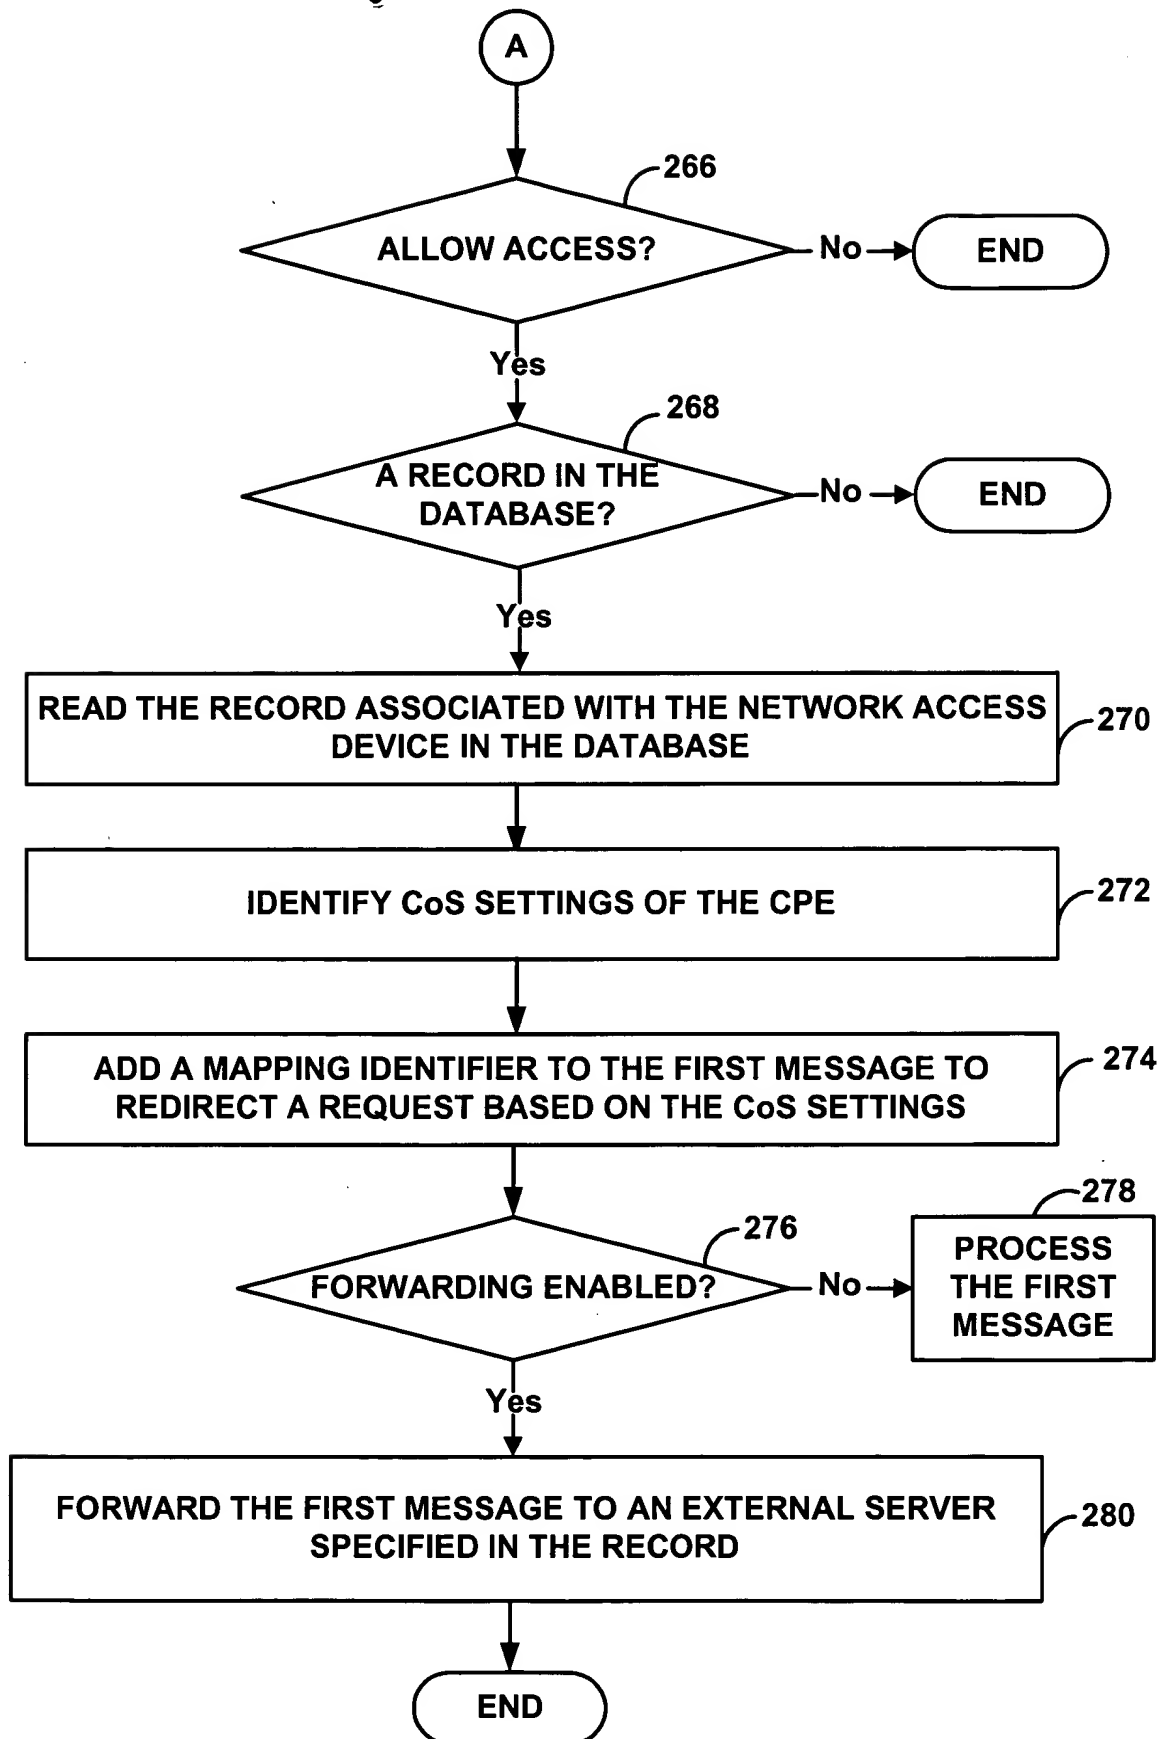 A
266
ALLOW ACCESS?
No
END
Yes
268
A RECORD IN THE
DATABASE?
No
END
Yes
READ THE RECORD ASSOCIATED WITH THE NETWORK ACCESS
DEVICE IN THE DATABASE
270
IDENTIFY CoS SETTINGS OF THE CPE
272
ADD A MAPPING IDENTIFIER TO THE FIRST MESSAGE TO
REDIRECT A REQUEST BASED ON THE CoS SETTINGS
274
276
FORWARDING ENABLED?
No
278
PROCESS
THE FIRST
MESSAGE
Yes
FORWARD THE FIRST MESSAGE TO AN EXTERNAL SERVER
SPECIFIED IN THE RECORD
280
END